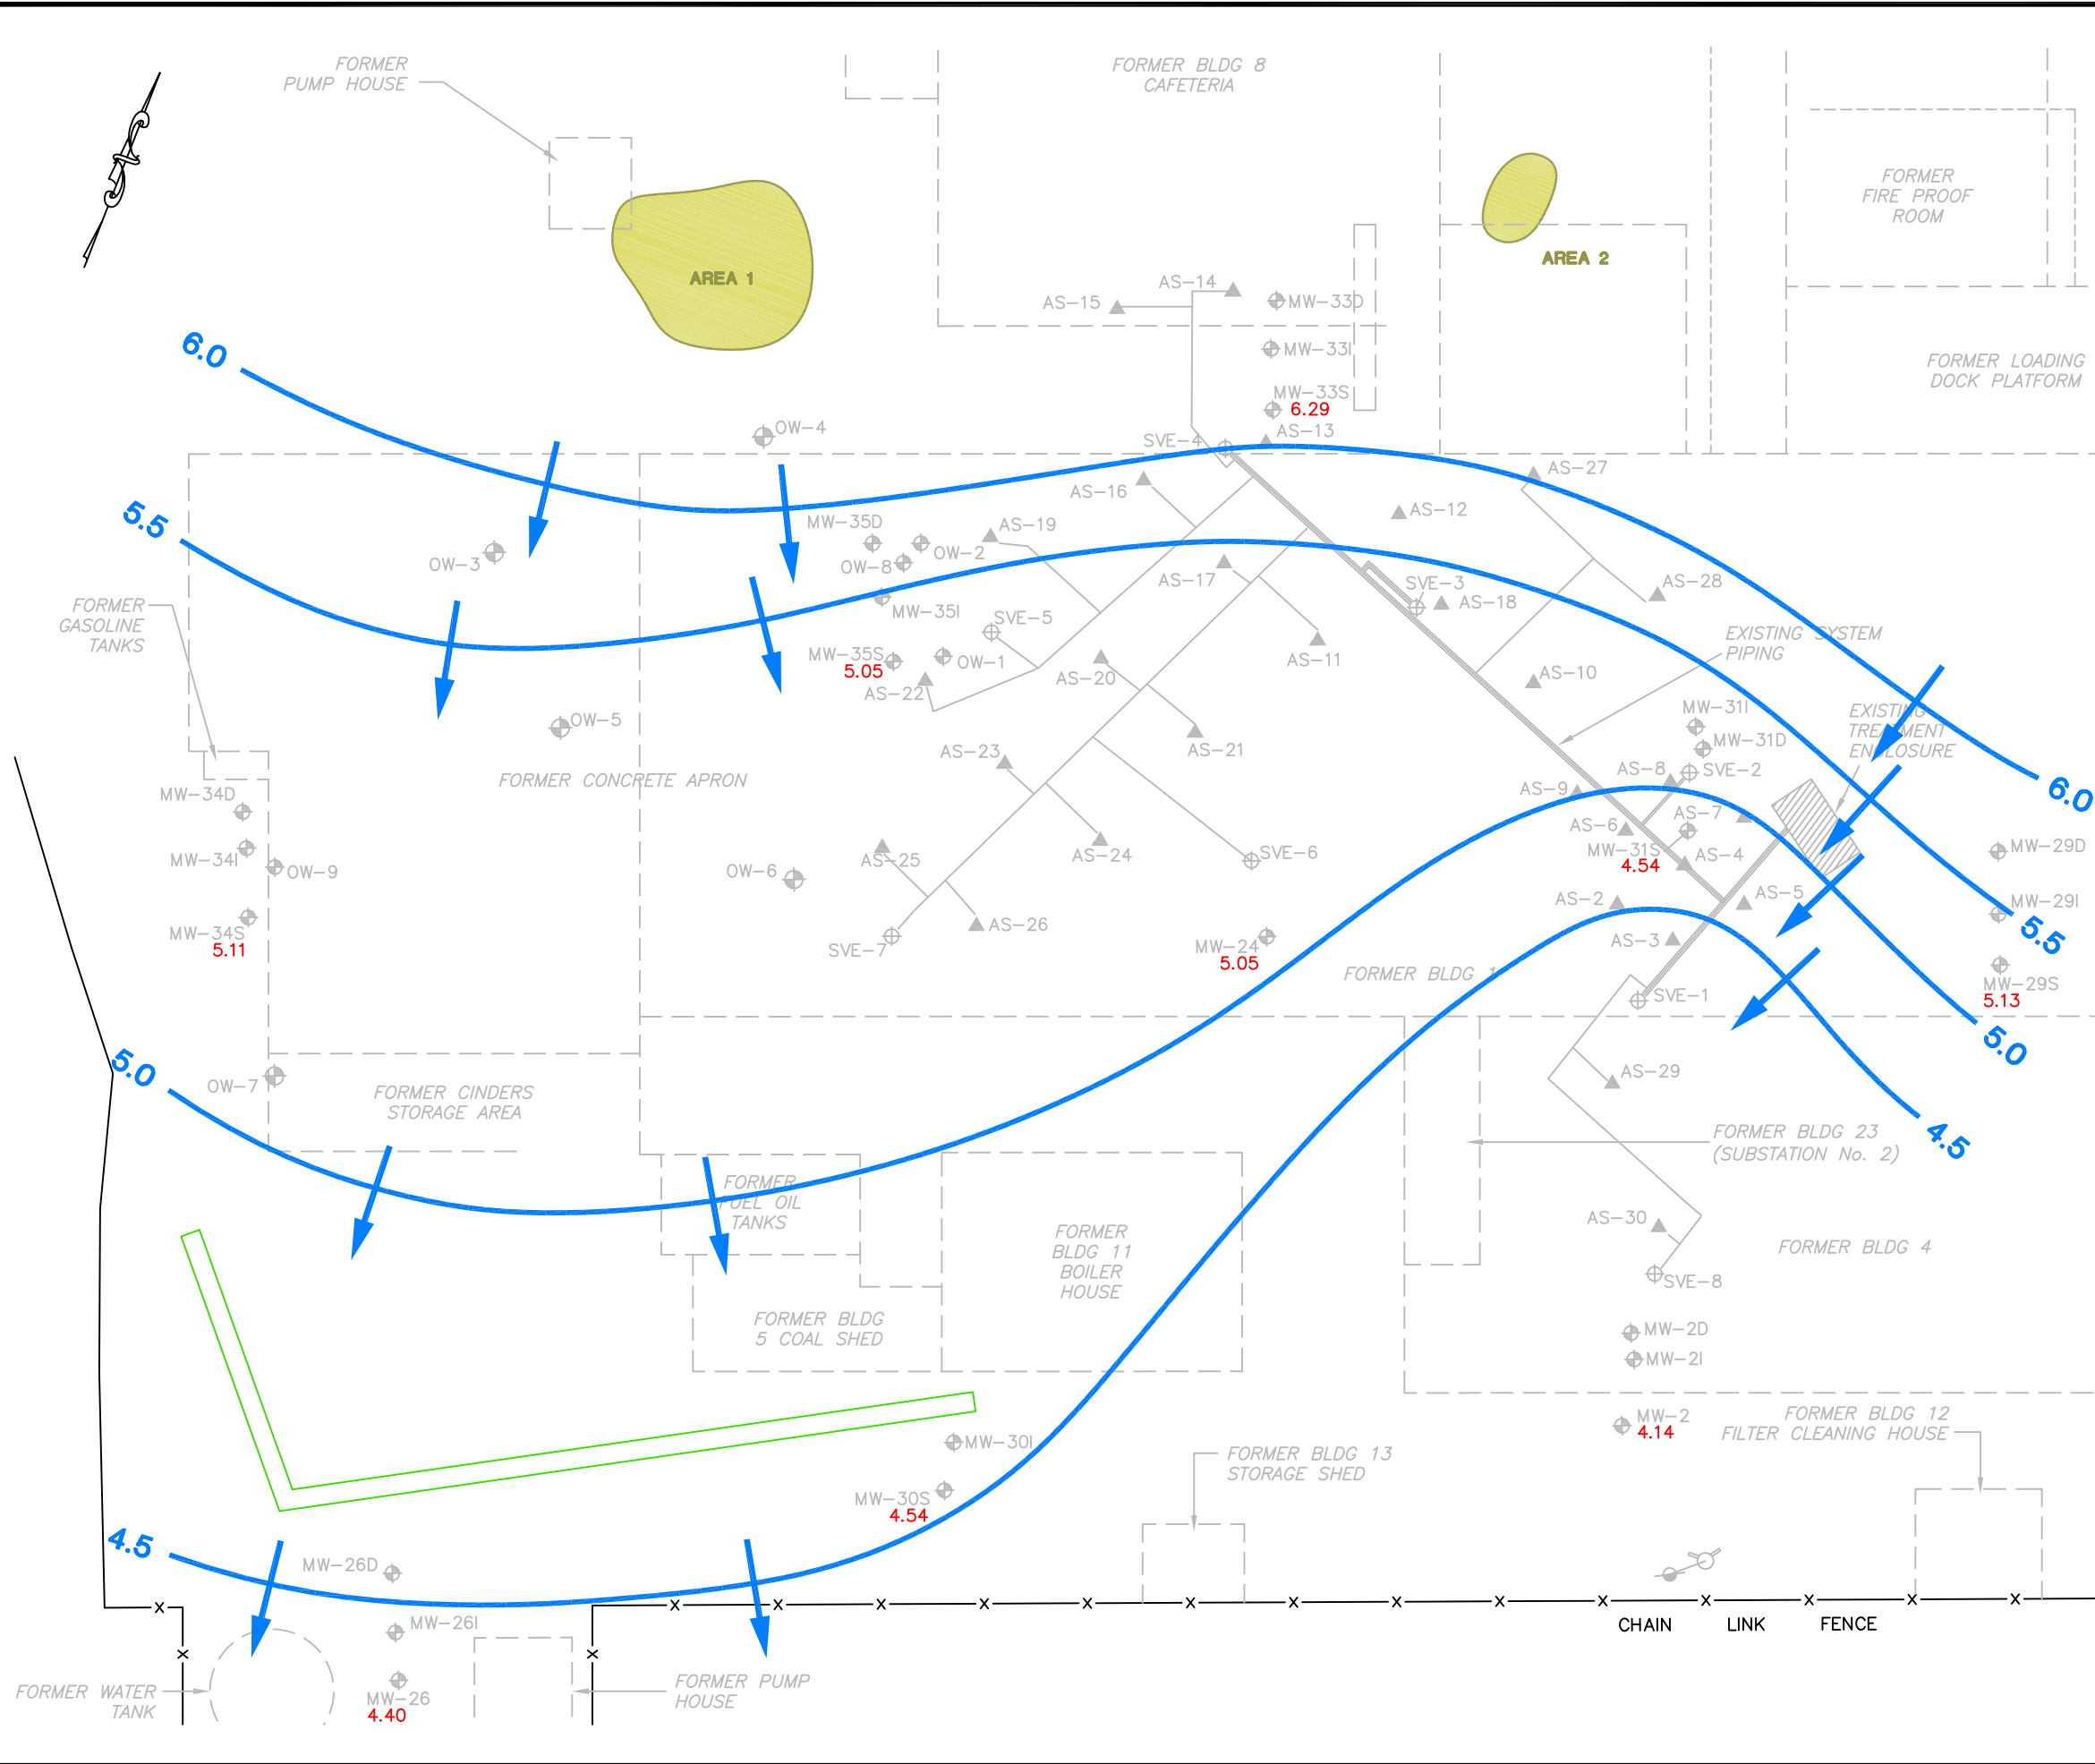 FORMER
PUMP HOUSE
FORMER BLDG 8
CAFETERIA
FORMER
FIRE PROOF
ROOM
AREA 1
AREA 2
AS-14
AS-15
MW-33D
MW-33I
6.0
FORMER LOADING
DOCK PLATFORM
MW-33S
6.29
OW-4
AS-13
SVE-4
AS-27
AS-16
5.5
MW-35D
AS-19
AS-12
OW-3
OW-8
OW-2
AS-17
SVE-3
AS-28
AS-18
FORMER
GASOLINE
TANKS
MW-35I
SVE-5
EXISTING SYSTEM
PIPING
MW-35S
5.05
OW-1
AS-11
AS-22
AS-20
AS-10
OW-5
MW-31I
EXISTING
TREATMENT
ENCLOSURE
MW-31D
AS-23
AS-21
FORMER CONCRETE APRON
AS-8
SVE-2
AS-9
6.0
MW-34D
AS-7
AS-6
MW-34I
OW-9
AS-25
AS-24
SVE-6
MW-31S
4.54
AS-4
MW-29D
OW-6
AS-2
AS-5
MW-29I
MW-34S
5.11
AS-26
SVE-7
MW-24
5.05
AS-3
5.5
FORMER BLDG 1
SVE-1
MW-29S
5.13
5.0
5.0
OW-7
FORMER CINDERS
STORAGE AREA
AS-29
4.5
FORMER BLDG 23
(SUBSTATION No. 2)
FORMER
FUEL OIL
TANKS
FORMER
BLDG 11
BOILER
HOUSE
AS-30
FORMER BLDG 4
SVE-8
FORMER BLDG
5 COAL SHED
MW-2D
MW-2I
MW-2
4.14
FORMER BLDG 12
FILTER CLEANING HOUSE
MW-30I
FORMER BLDG 13
STORAGE SHED
MW-30S
4.54
4.5
MW-26D
MW-26I
CHAIN LINK FENCE
FORMER WATER
TANK
MW-26
4.40
FORMER PUMP
HOUSE